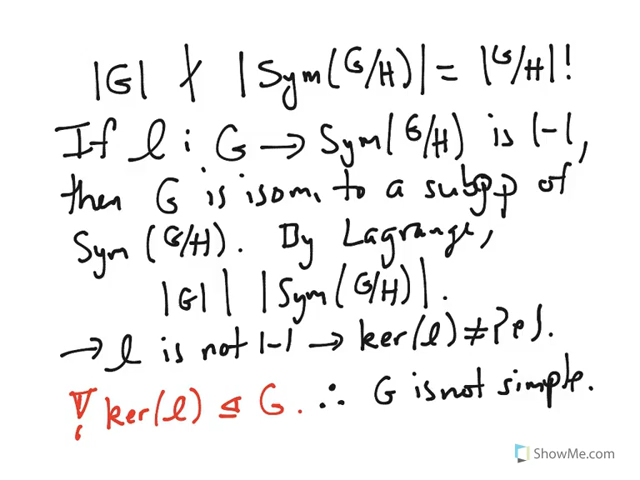 |G| ∤ |Sym(G/H)| = |G/H|!
If l : G → Sym(G/H) is 1-1,
then G is isom. to a subgp of
Sym(G/H). By Lagrange,
|G| | |Sym(G/H)|.
→ l is not 1-1 → ker(l) ≠ {e}.
ker(l) ⊴ G. ∴ G is not simple.
ShowMe.com